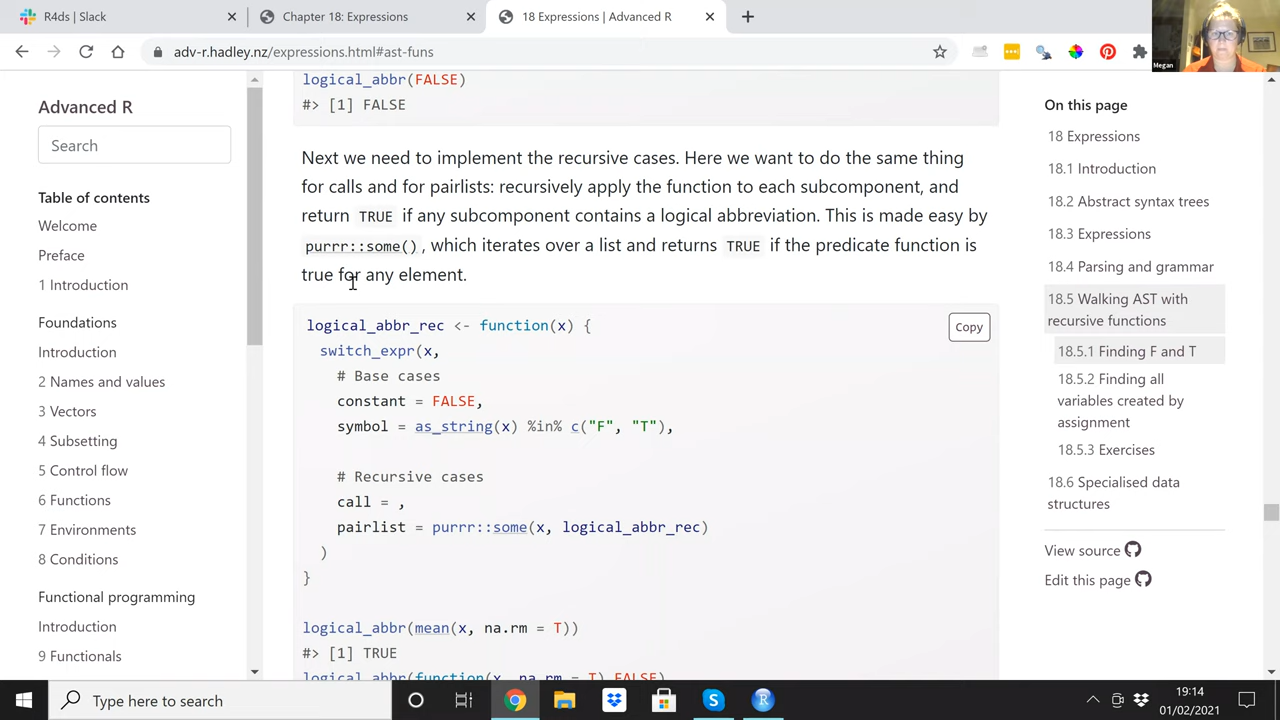 R4ds | Slack
Chapter 18: Expressions
18 Expressions | Advanced R
adv-r.hadley.nz/expressions.html#ast-funs
Megan
Advanced R
Search
Table of contents
Welcome
Preface
1 Introduction
Foundations
Introduction
2 Names and values
3 Vectors
4 Subsetting
5 Control flow
6 Functions
7 Environments
8 Conditions
Functional programming
Introduction
9 Functionals
logical_abbr(FALSE)
#> [1] FALSE
Next we need to implement the recursive cases. Here we want to do the same thing
for calls and for pairlists: recursively apply the function to each subcomponent, and
return TRUE if any subcomponent contains a logical abbreviation. This is made easy by
purrr::some() , which iterates over a list and returns TRUE if the predicate function is
true for any element.
Copy
logical_abbr_rec <- function(x) {
switch_expr(x,
# Base cases
constant = FALSE,
symbol = as_string(x) %in% c("F", "T"),
# Recursive cases
call = ,
pairlist = purrr::some(x, logical_abbr_rec)
)
}
logical_abbr(mean(x, na.rm = T))
#> [1] TRUE
logical_abbr(function(x, na.rm = T) FALSE)
On this page
18 Expressions
18.1 Introduction
18.2 Abstract syntax trees
18.3 Expressions
18.4 Parsing and grammar
18.5 Walking AST with
recursive functions
18.5.1 Finding F and T
18.5.2 Finding all
variables created by
assignment
18.5.3 Exercises
18.6 Specialised data
structures
View source
Edit this page
Type here to search
19:14
01/02/2021